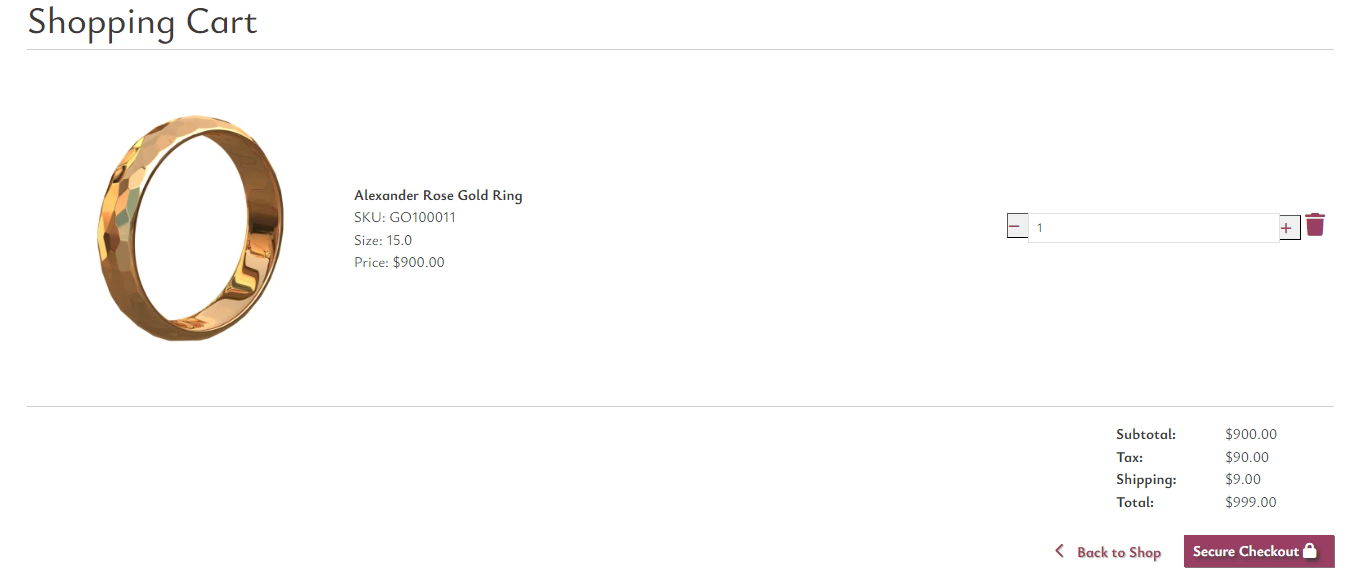 Shopping Cart
Alexander Rose Gold Ring
SKU: GO100011
Size: 15.0
Price: $900.00
− 1 +
Subtotal: $900.00
Tax: $90.00
Shipping: $9.00
Total: $999.00
Back to Shop Secure Checkout